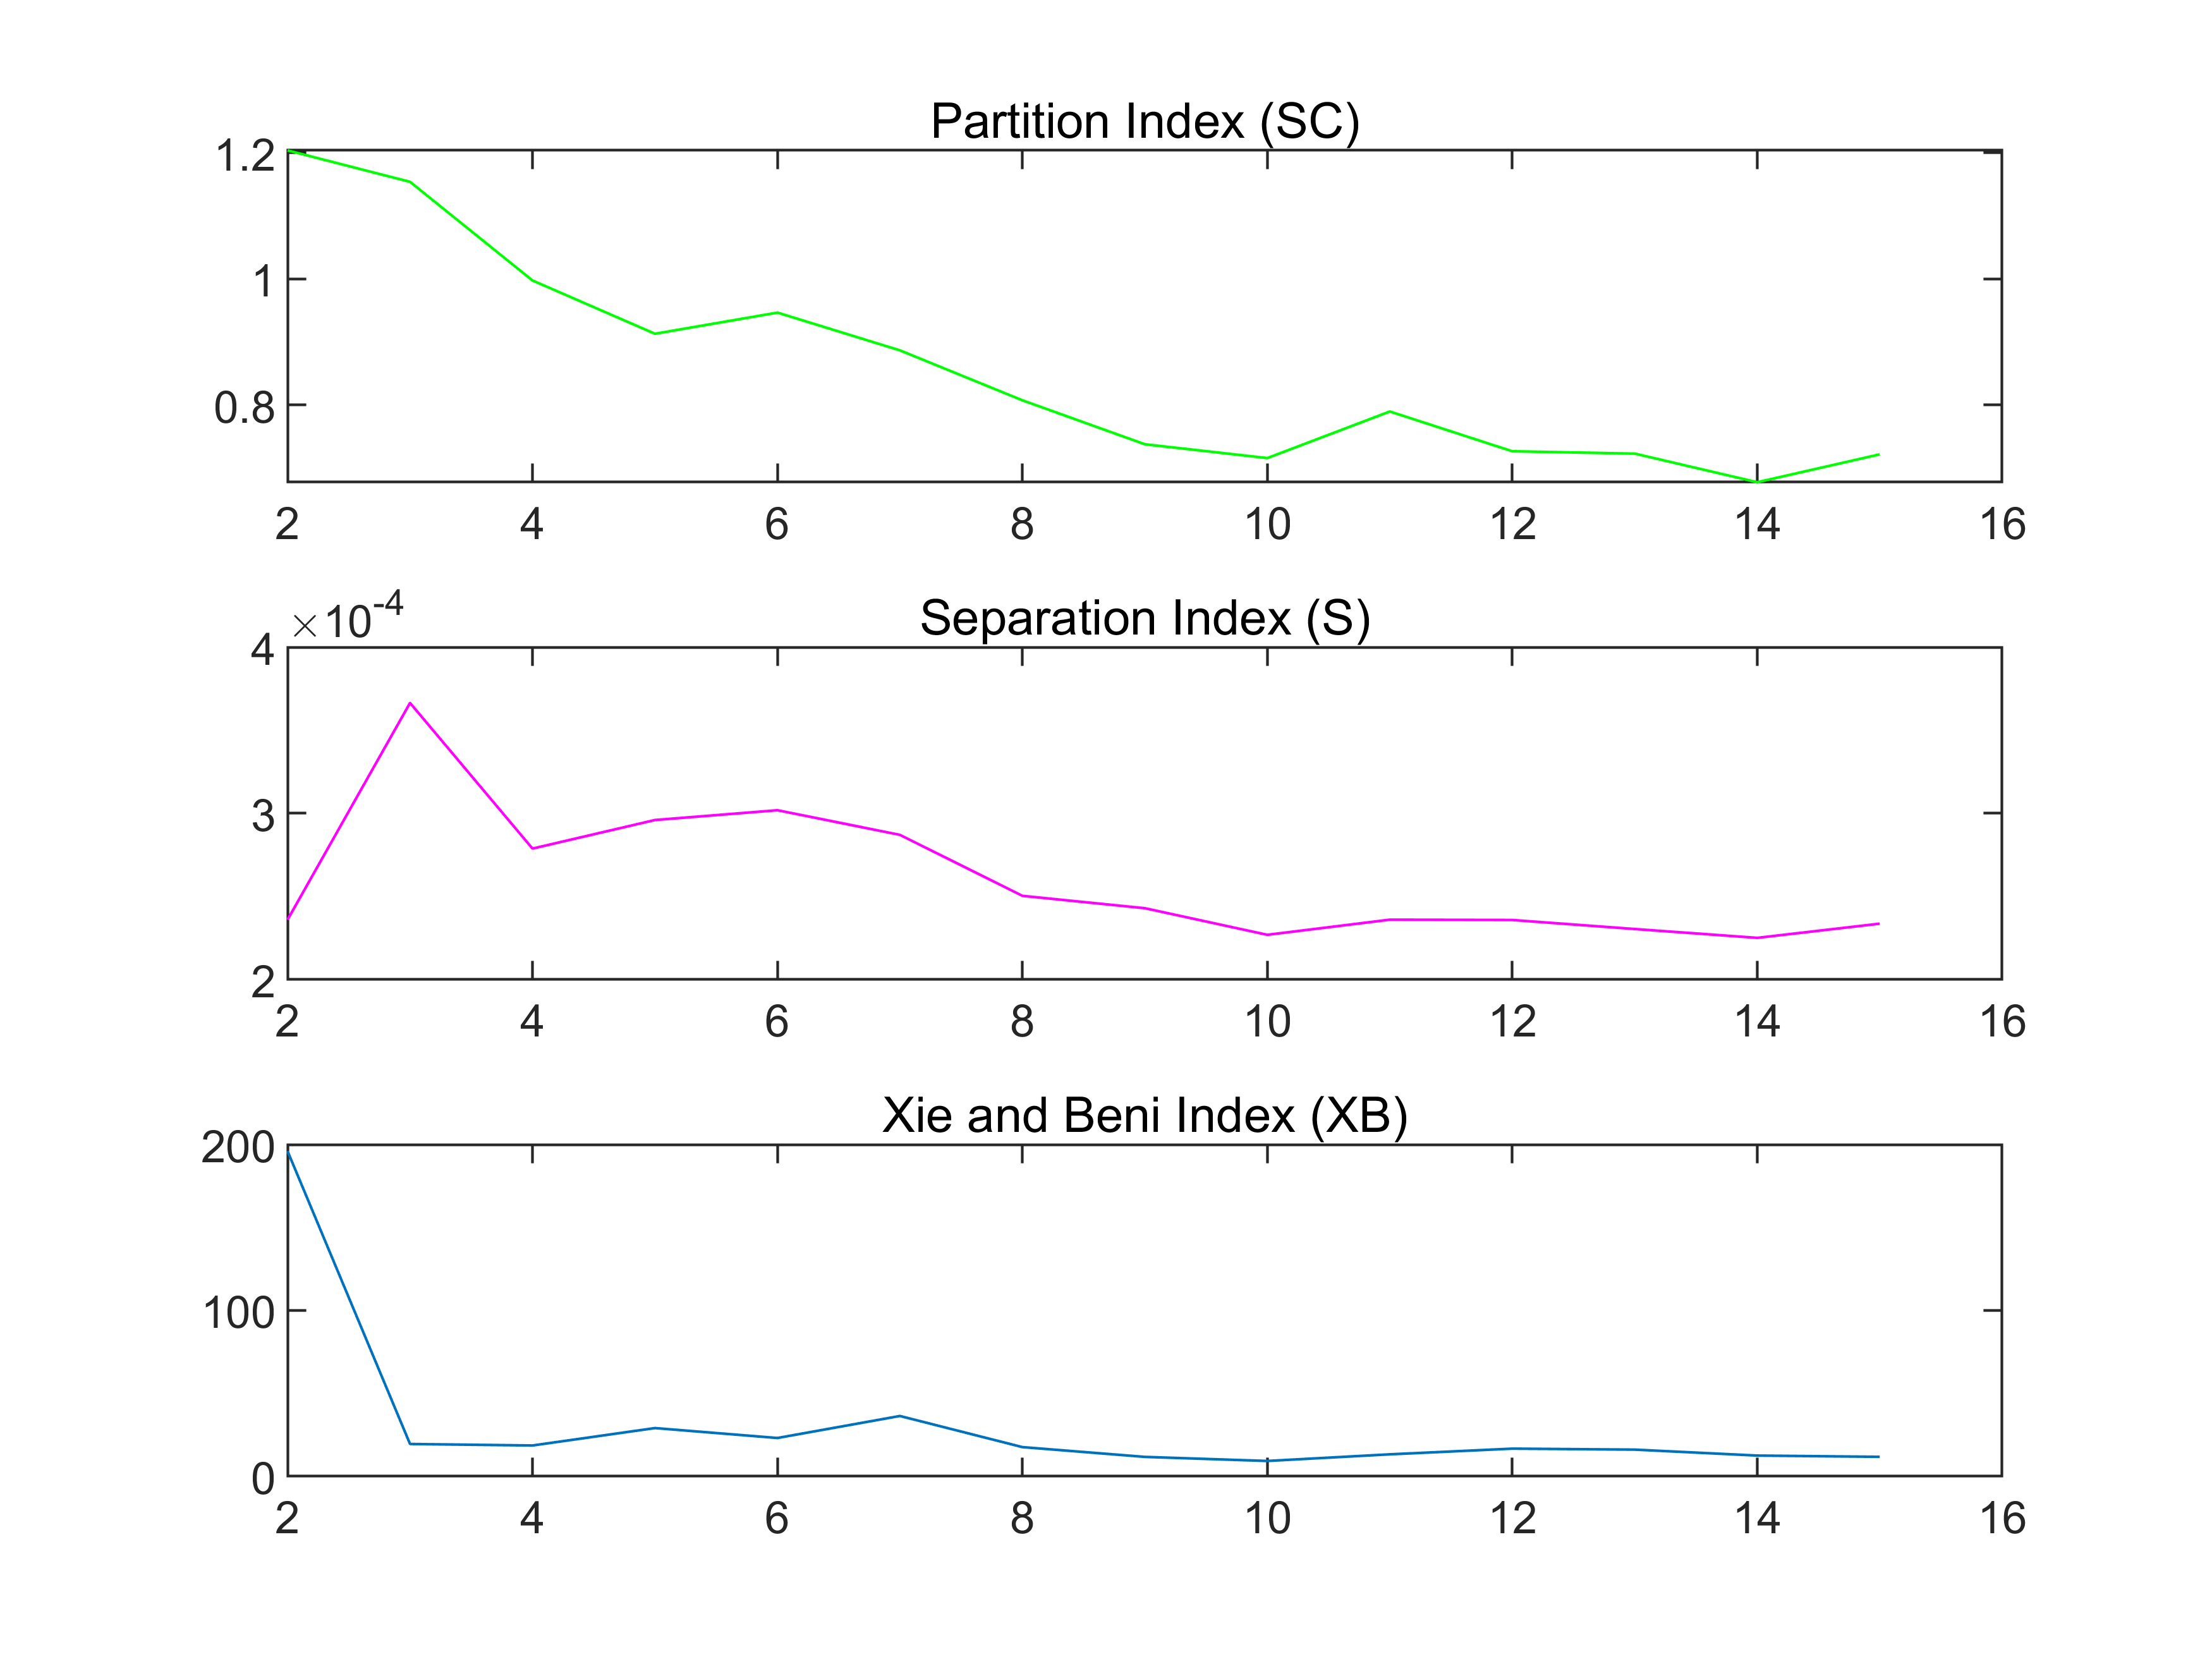 Partition Index (SC)
1.2
1
0.8
2 4 6 8 10 12 14 16
×10-4
Separation Index (S)
4
3
2
2 4 6 8 10 12 14 16
Xie and Beni Index (XB)
200
100
0
2 4 6 8 10 12 14 16